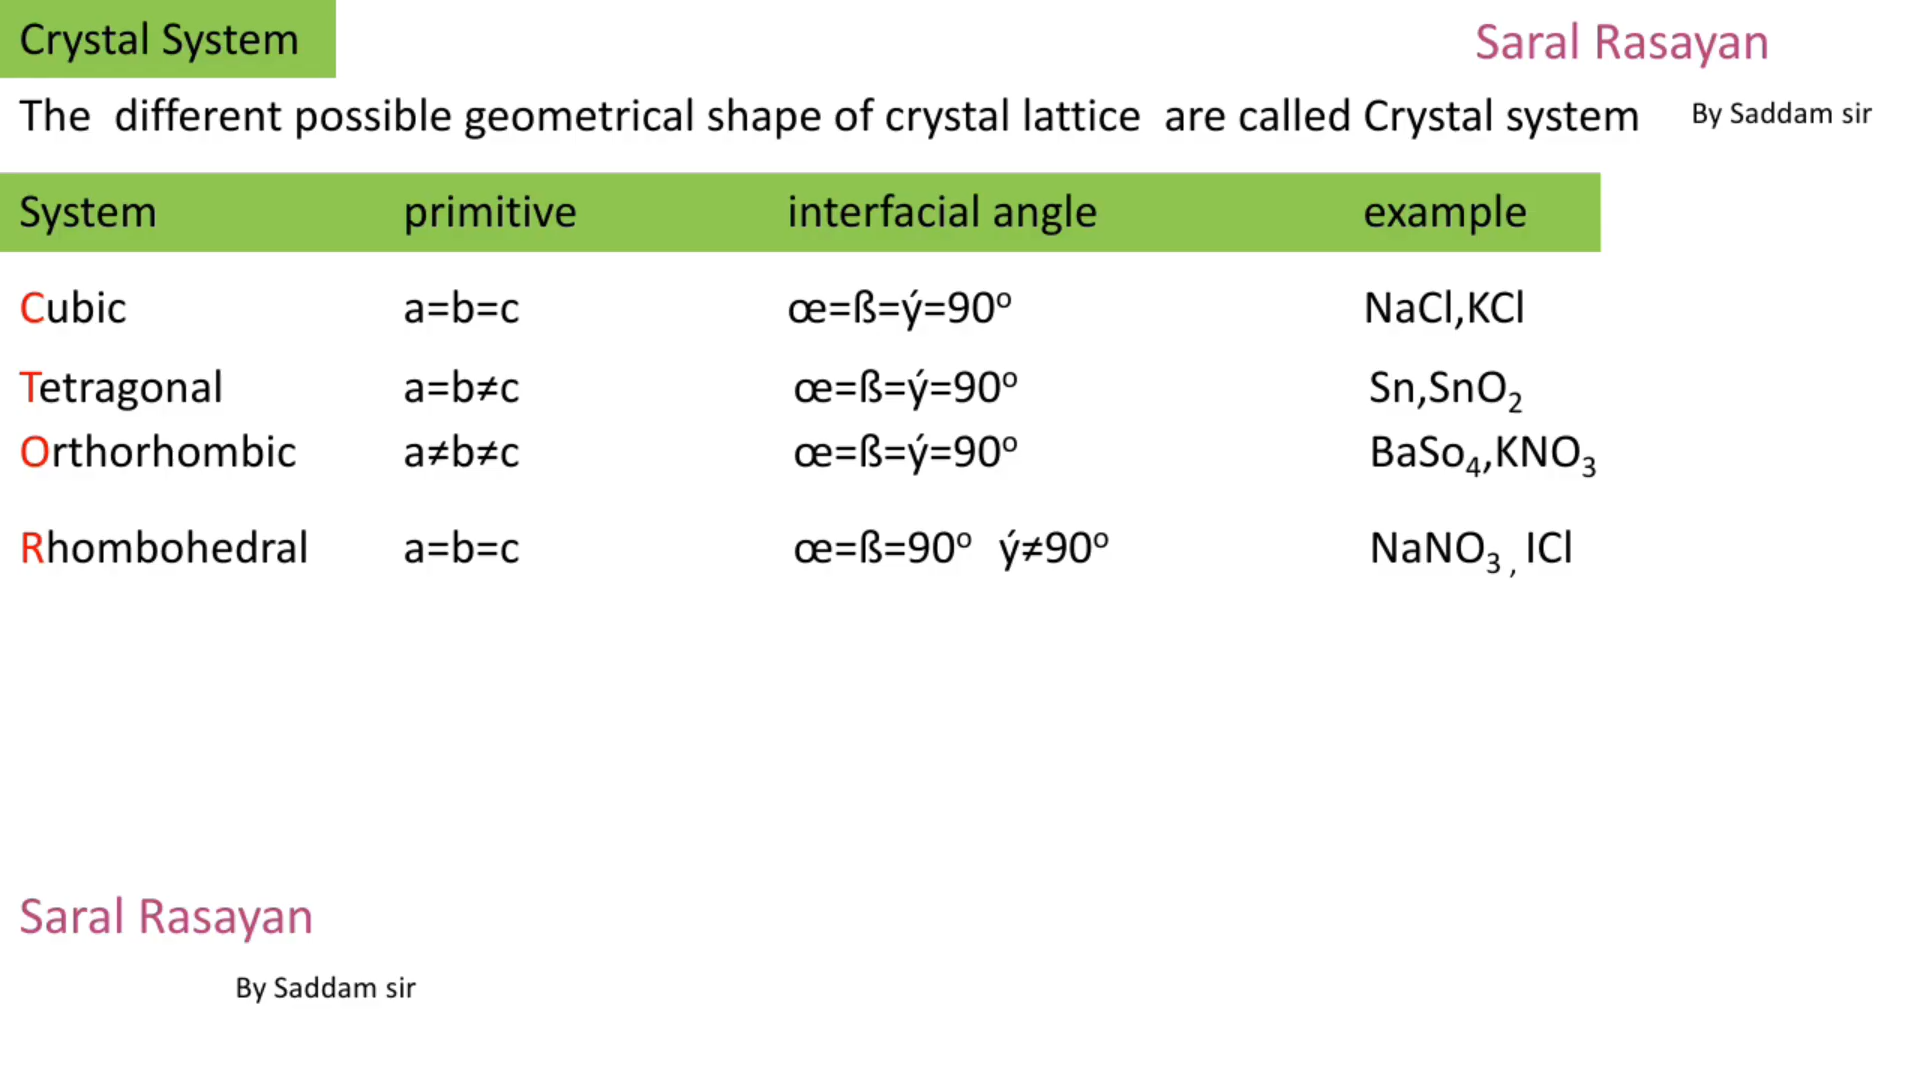 Crystal System
Saral Rasayan
The different possible geometrical shape of crystal lattice are called Crystal system
By Saddam sir
System primitive interfacial angle example
Cubic a=b=c œ=ß=ý=90º NaCl,KCl
Tetragonal a=b≠c œ=ß=ý=90º Sn,SnO₂
Orthorhombic a≠b≠c œ=ß=ý=90º BaSo₄,KNO₃
Rhombohedral a=b=c œ=ß=90º ý≠90º NaNO₃ , ICl
Saral Rasayan
By Saddam sir